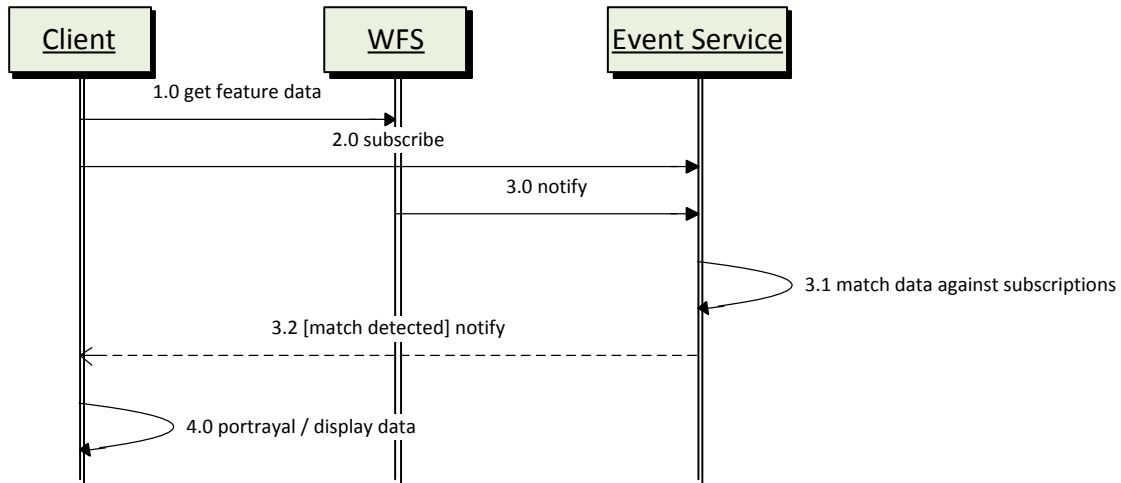 Client
WFS
Event Service
1.0 get feature data
2.0 subscribe
3.0 notify
3.1 match data against subscriptions
3.2 [match detected] notify
4.0 portrayal / display data